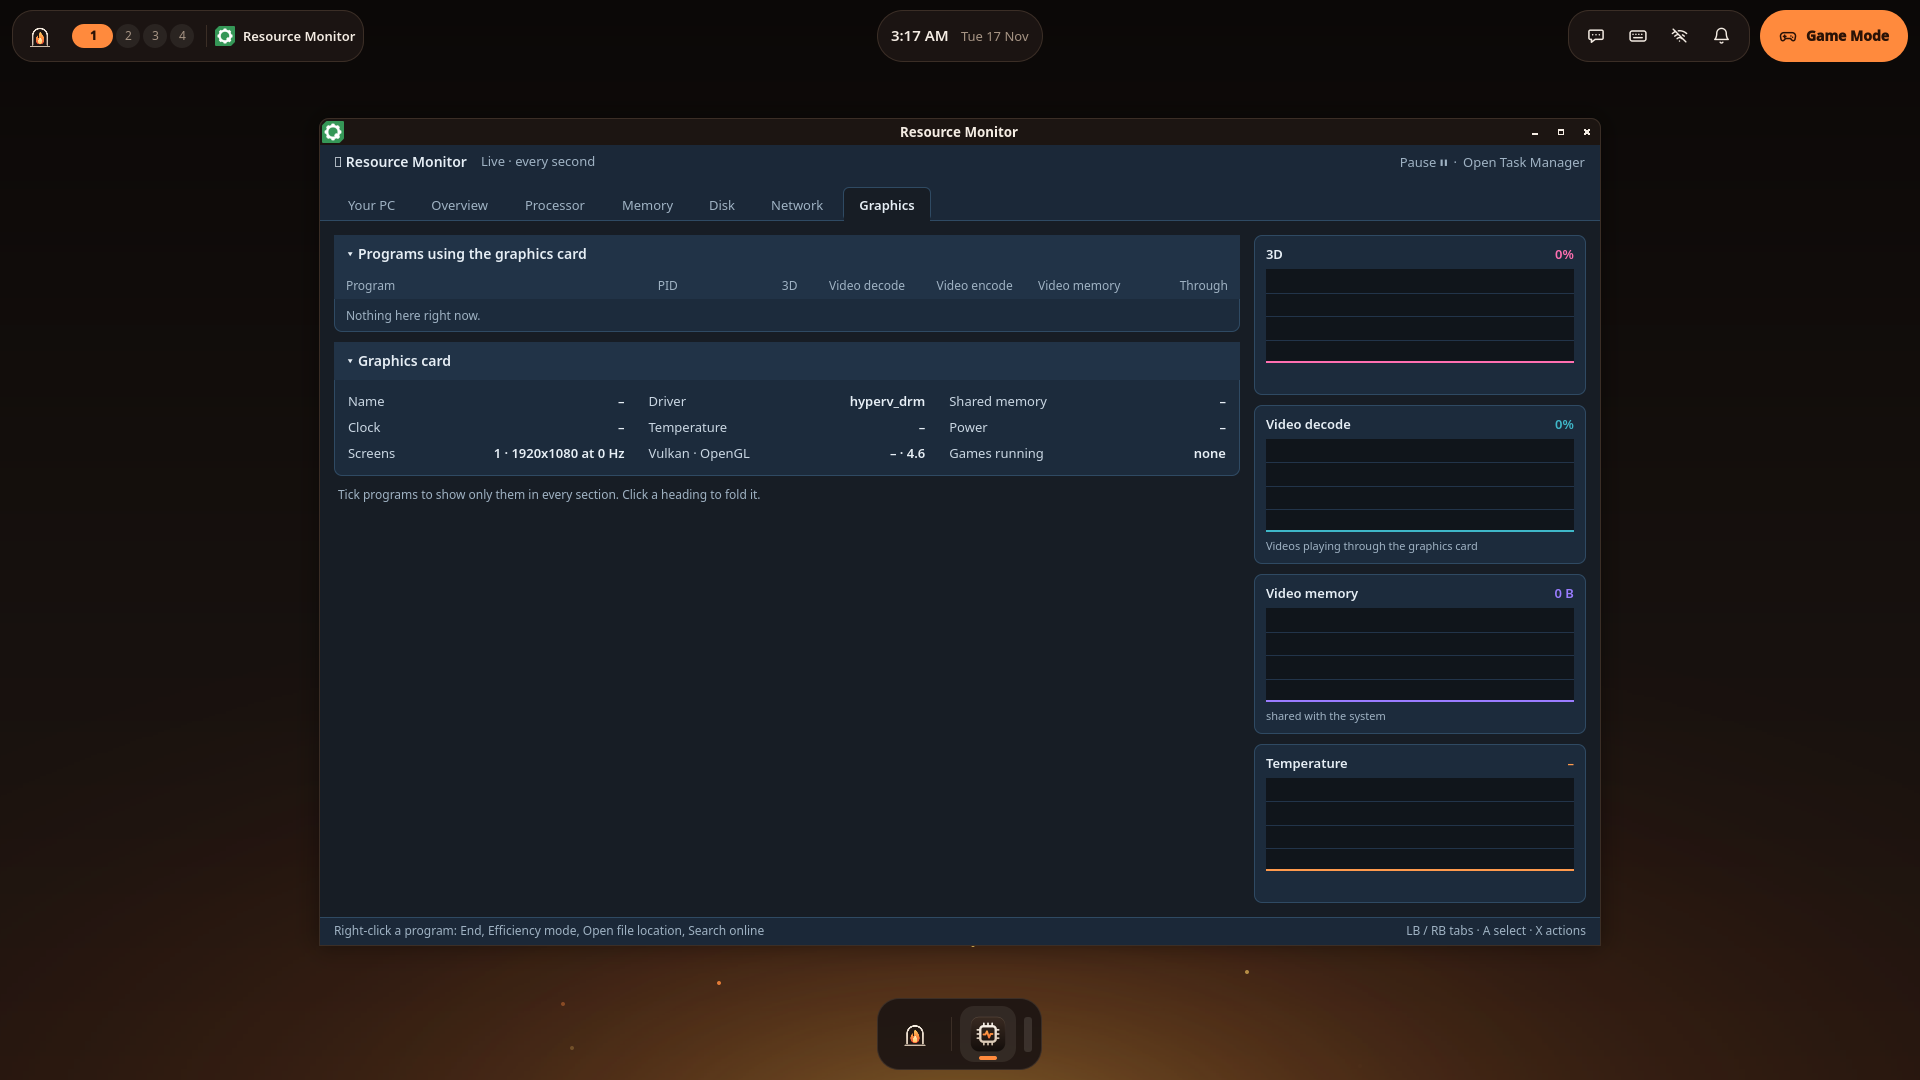 1 2 3 4 Resource Monitor
3:17 AM Tue 17 Nov
Game Mode
Resource Monitor
Resource Monitor Live · every second
Pause · Open Task Manager
Your PC Overview Processor Memory Disk Network Graphics
Programs using the graphics card
Program PID 3D Video decode Video encode Video memory Through
Nothing here right now.
Graphics card
Name – Driver hyperv_drm Shared memory –
Clock – Temperature – Power –
Screens 1 · 1920x1080 at 0 Hz Vulkan · OpenGL – · 4.6 Games running none
Tick programs to show only them in every section. Click a heading to fold it.
3D 0%
Video decode 0%
Videos playing through the graphics card
Video memory 0 B
shared with the system
Temperature –
Right-click a program: End, Efficiency mode, Open file location, Search online
LB / RB tabs · A select · X actions